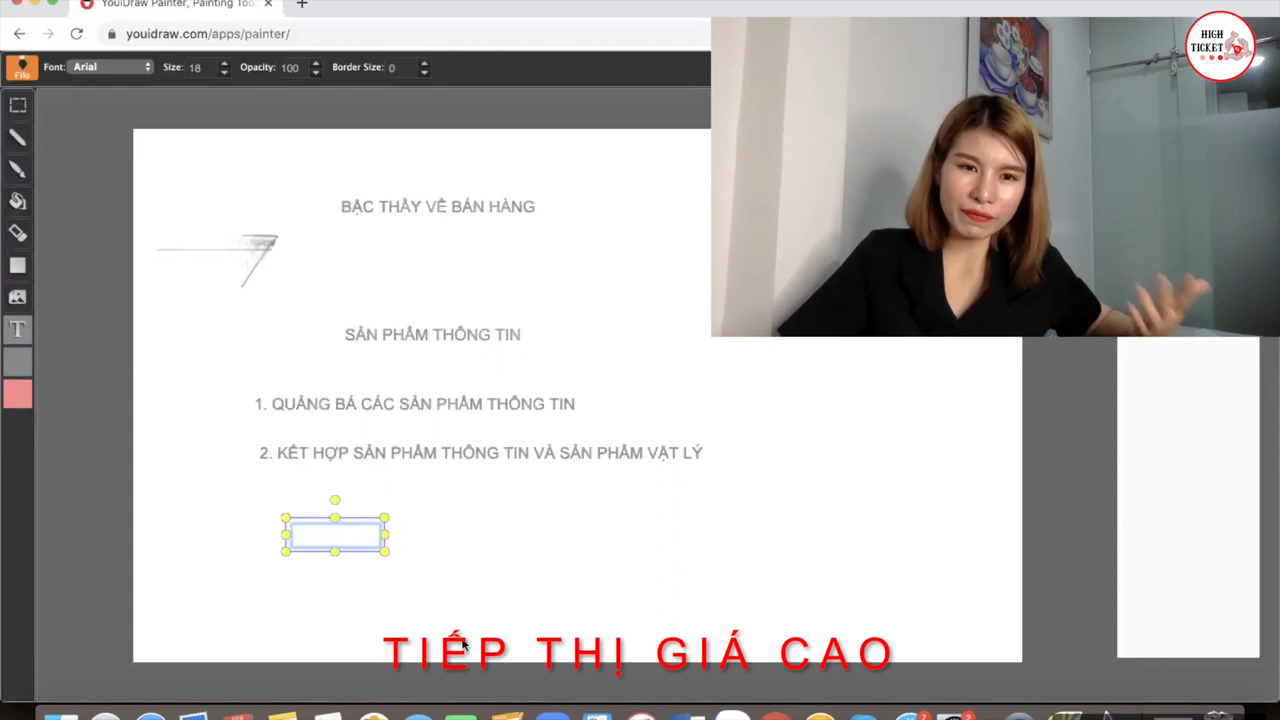 YouiDraw Painter, Painting Too
youidraw.com/apps/painter/
File
Font: Arial Size: 18 Opacity: 100 Border Size: 0
T
HIGH
TICKET
BẬC THẦY VỀ BÁN HÀNG
SẢN PHẨM THÔNG TIN
1. QUẢNG BÁ CÁC SẢN PHẨM THÔNG TIN
2. KẾT HỢP SẢN PHẨM THÔNG TIN VÀ SẢN PHẨM VẬT LÝ
TIẾP THỊ GIÁ CAO